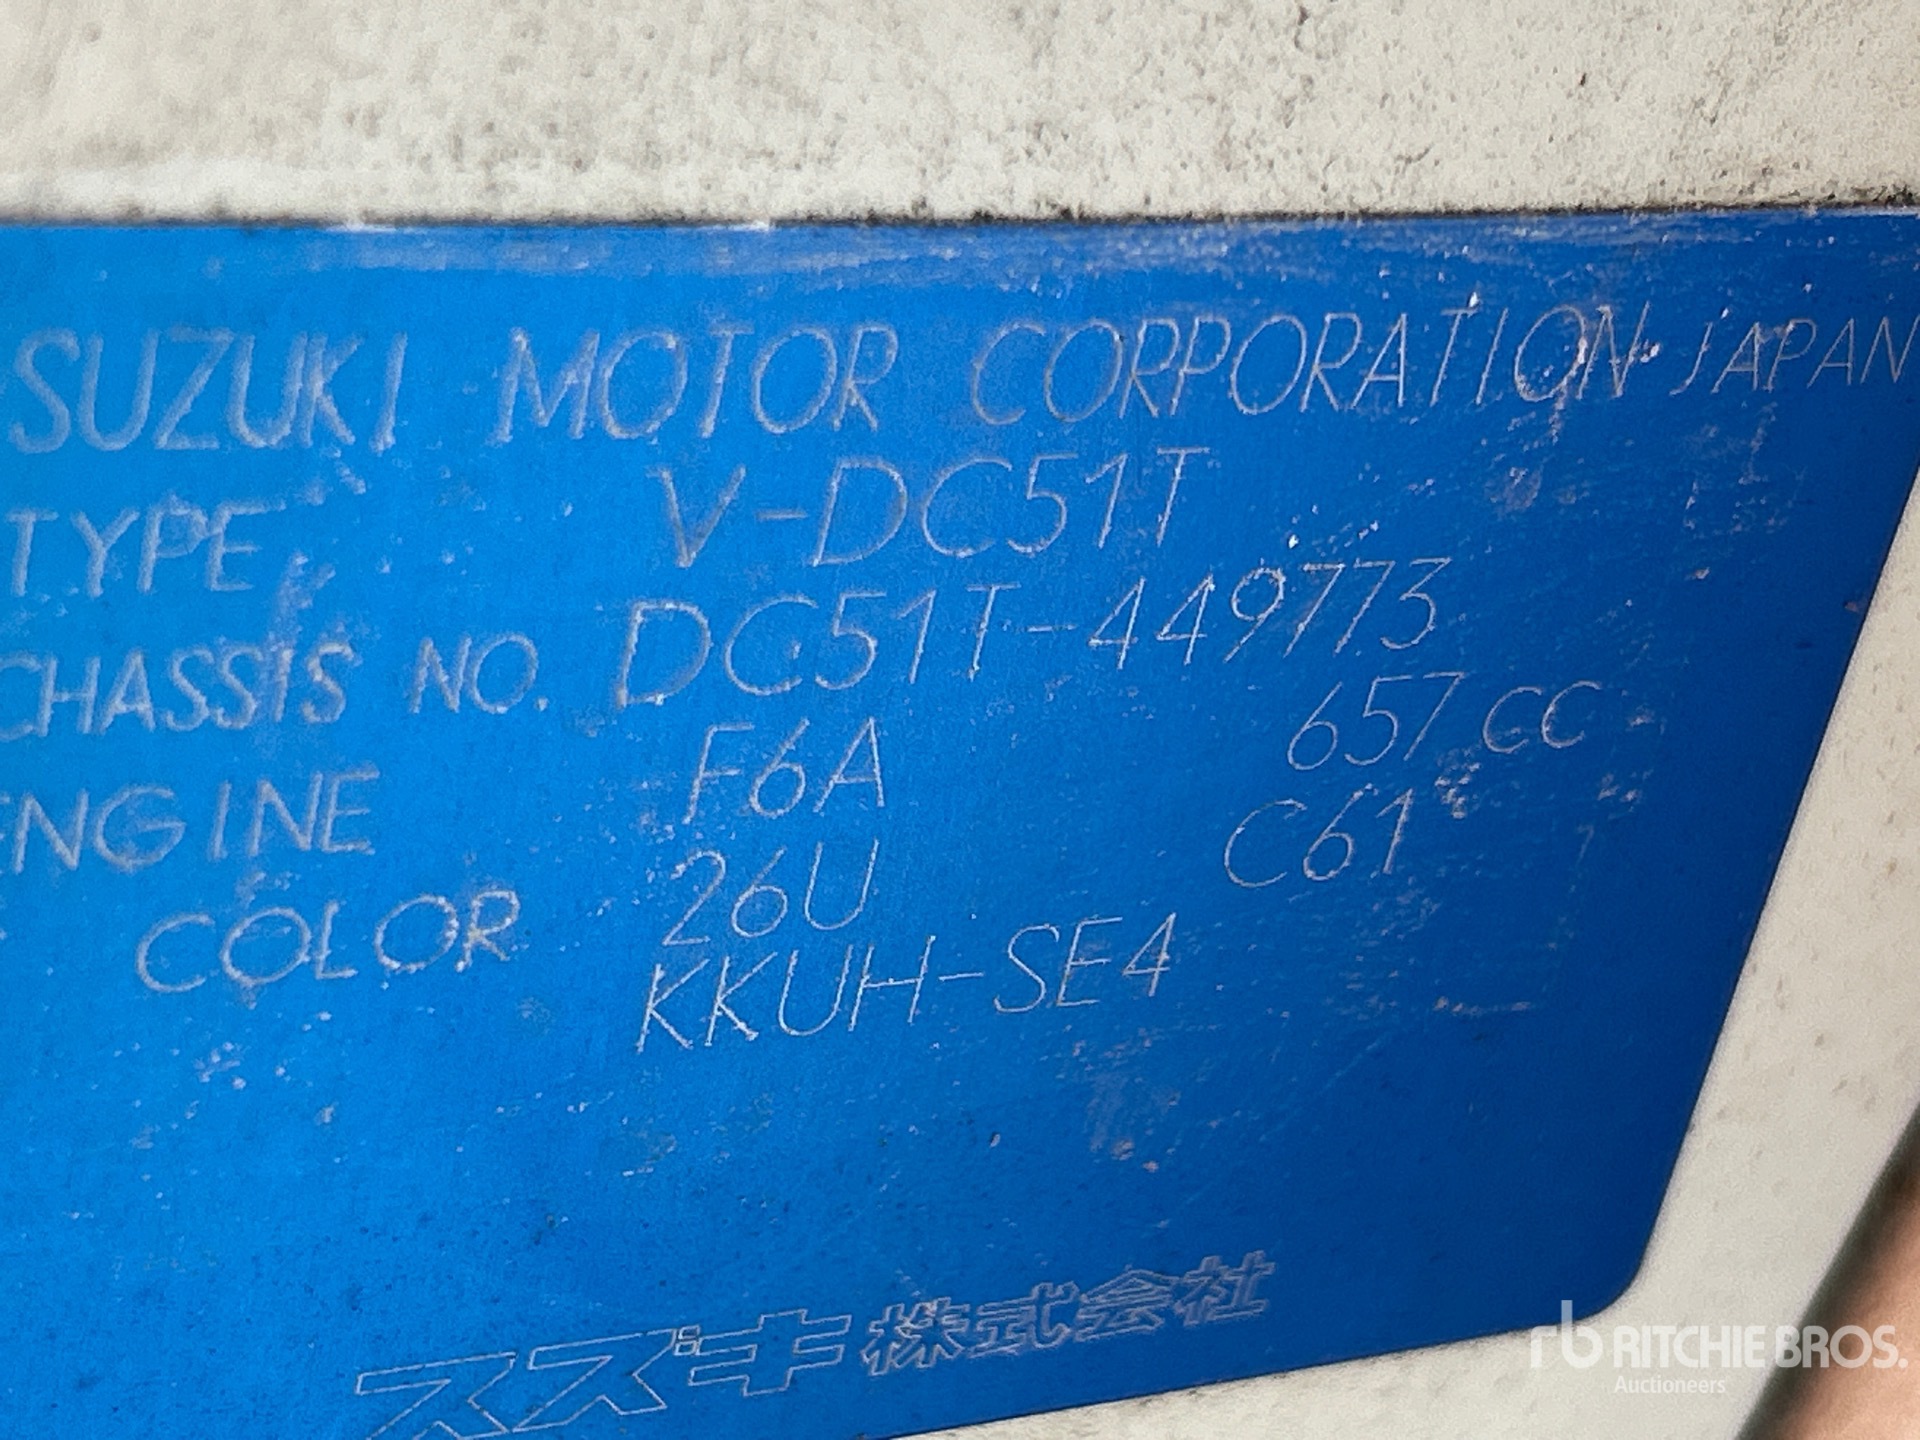 SUZUKI MOTOR CORPORATION JAPAN
TYPE V-DC51T
CHASSIS NO. DC51T-449773
ENGINE F6A 657 CC
COLOR 26U C61
KKUH-SE4
スズキ株式会社
rb RITCHIE BROS.
Auctioneers